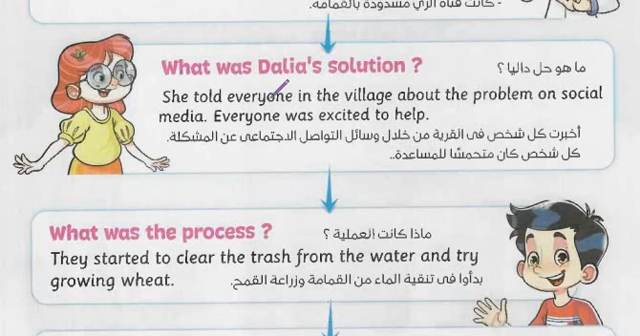 - كانت قناة الري مسدودة بالقمامة.
What was Dalia's solution ?
ما هو حل داليا ؟
She told everyone in the village about the problem on social
media. Everyone was excited to help.
أخبرت كل شخص فى القرية من خلال وسائل التواصل الاجتماعى عن المشكلة.
كل شخص كان متحمسًا للمساعدة..
What was the process ?
ماذا كانت العملية ؟
They started to clear the trash from the water and try
growing wheat.
بدأوا فى تنقية الماء من القمامة وزراعة القمح.